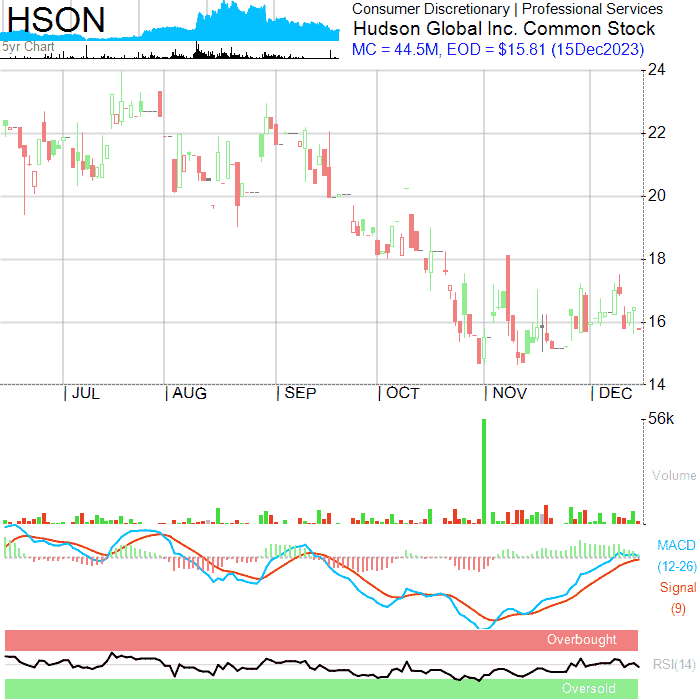 HSON
5yr Chart
Consumer Discretionary | Professional Services
Hudson Global Inc. Common Stock
MC = 44.5M, EOD = $15.81 (15Dec2023)
24
22
20
18
16
14
JUL AUG SEP OCT NOV DEC
56k
Volume
0
MACD
(12-26)
Signal
(9)
Overbought
RSI(14)
Oversold